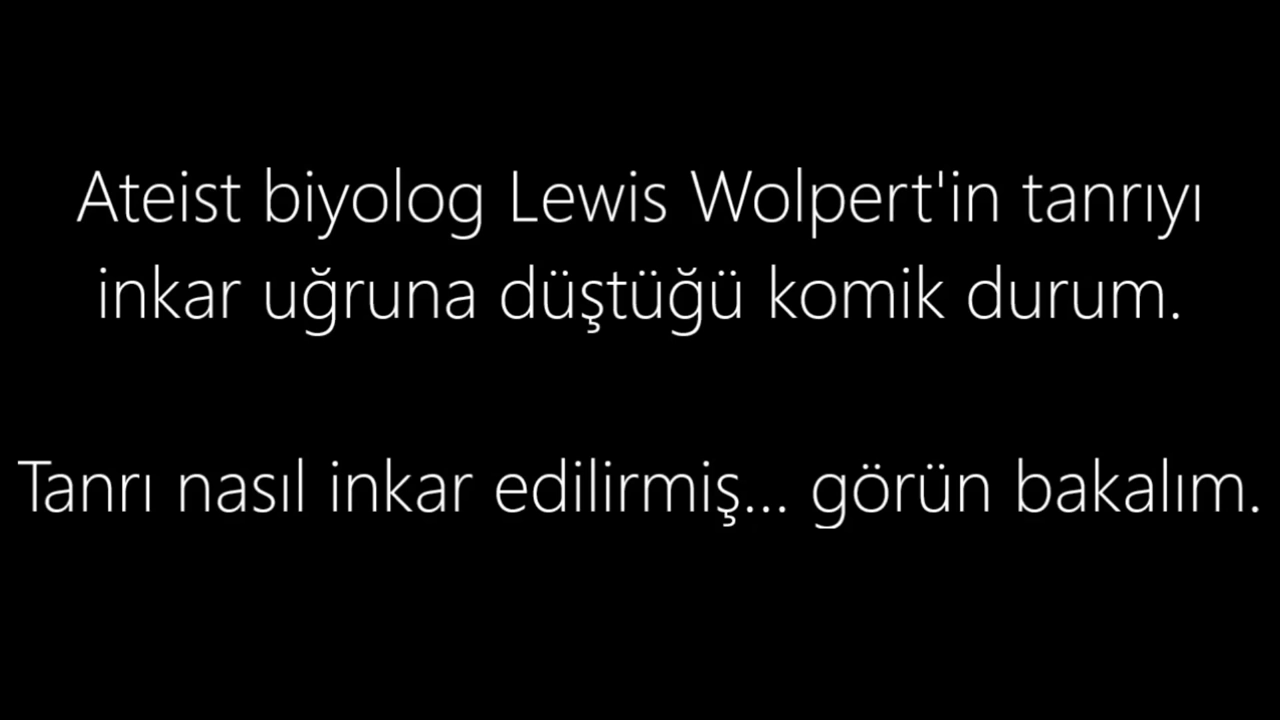 Ateist biyolog Lewis Wolpert'in tanrıyı
inkar uğruna düştüğü komik durum.
Tanrı nasıl inkar edilirmiş... görün bakalım.